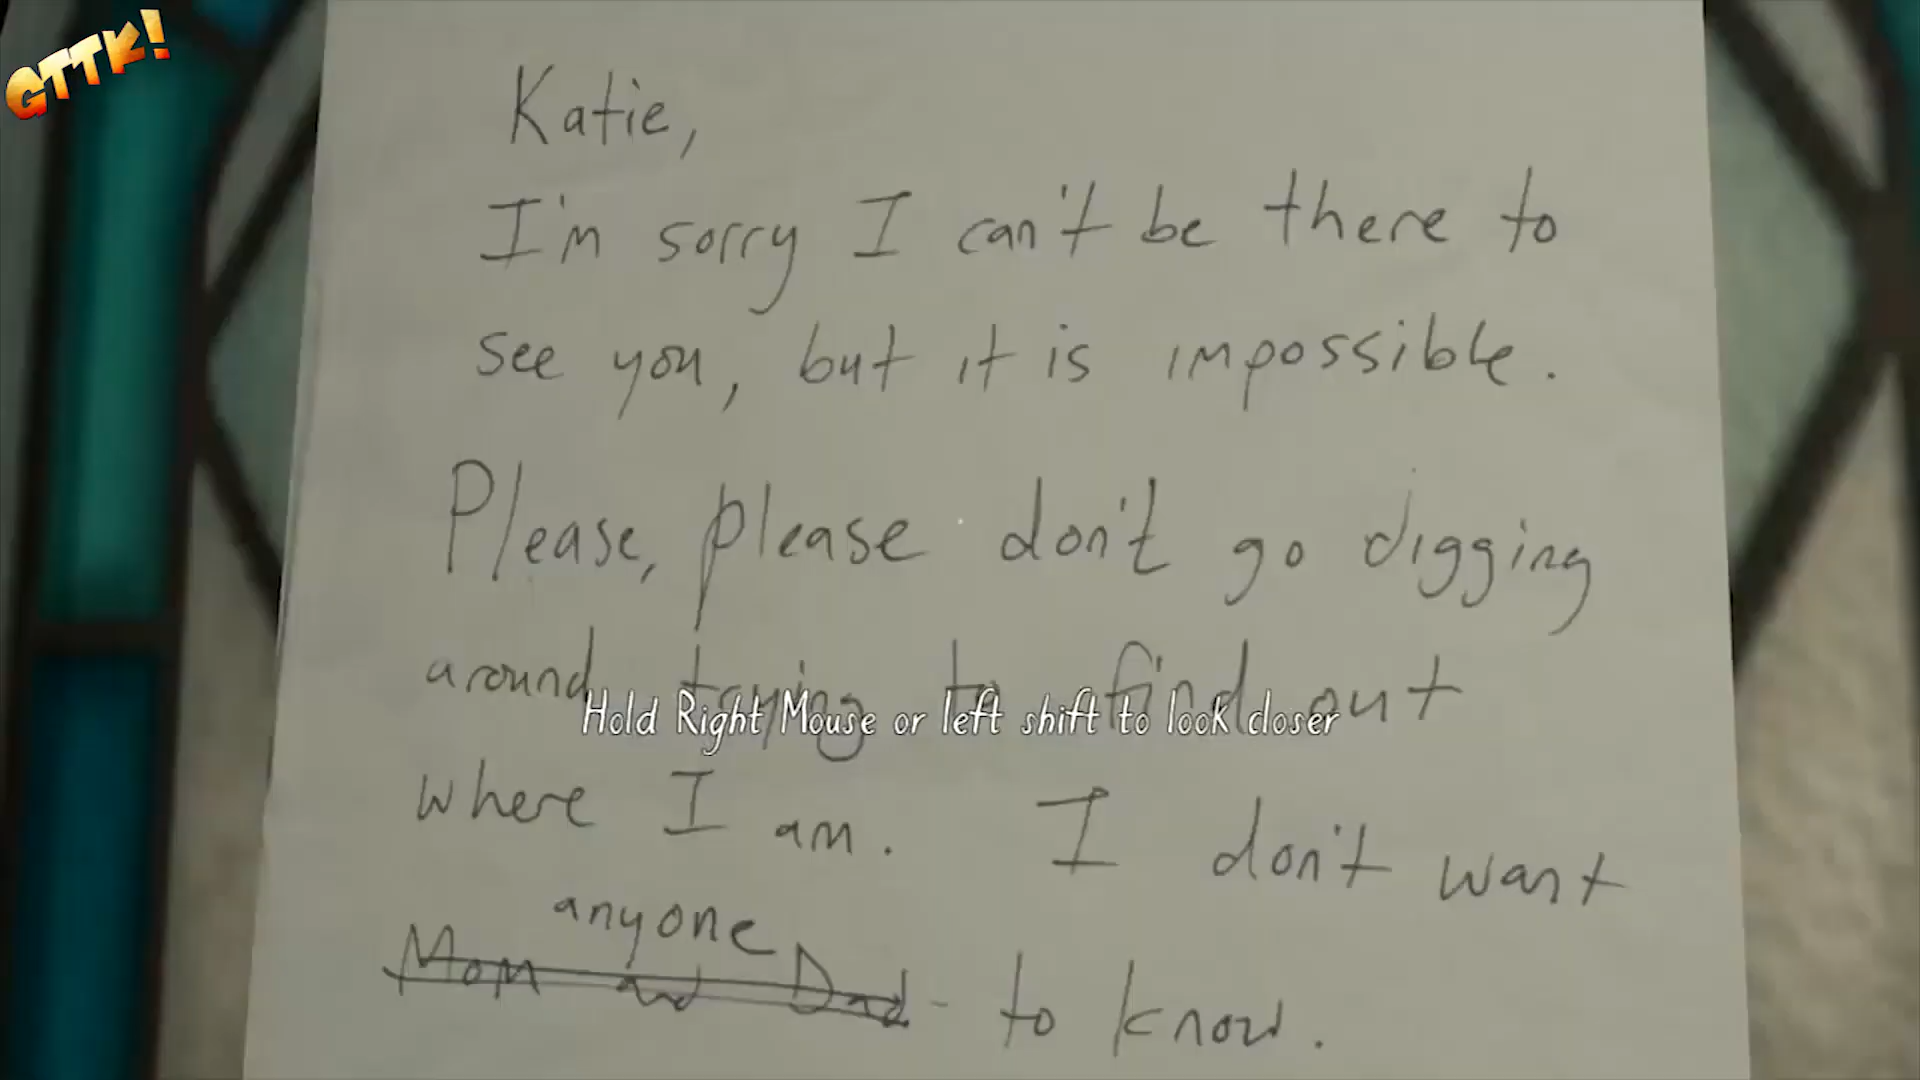 GTTK!
Katie,
I'm sorry I can't be there to
see you, but it is impossible.
Please, please don't go digging
around trying to find out
Hold Right Mouse or left shift to look closer
where I am. I don't want
anyone
Mom and Dad - to know.